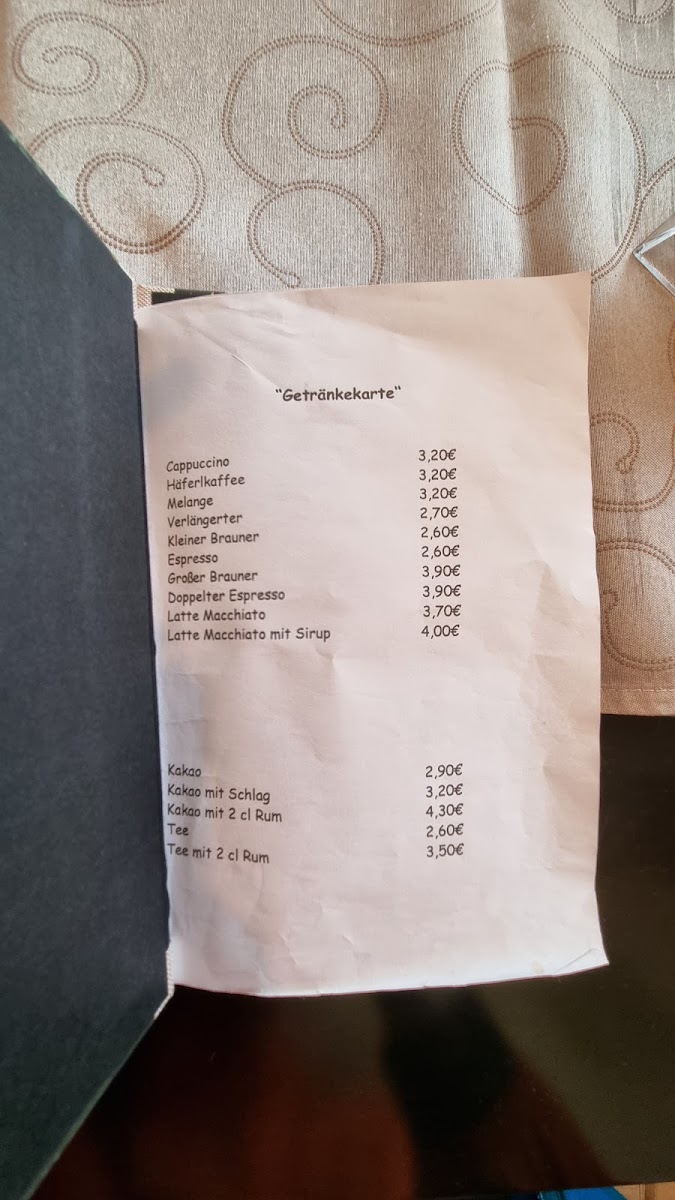 "Getränkekarte"
Cappuccino 3,20€
Häferlkaffee 3,20€
Melange 3,20€
Verlängerter 2,70€
Kleiner Brauner 2,60€
Espresso 2,60€
Großer Brauner 3,90€
Doppelter Espresso 3,90€
Latte Macchiato 3,70€
Latte Macchiato mit Sirup 4,00€
Kakao 2,90€
Kakao mit Schlag 3,20€
Kakao mit 2 cl Rum 4,30€
Tee 2,60€
Tee mit 2 cl Rum 3,50€